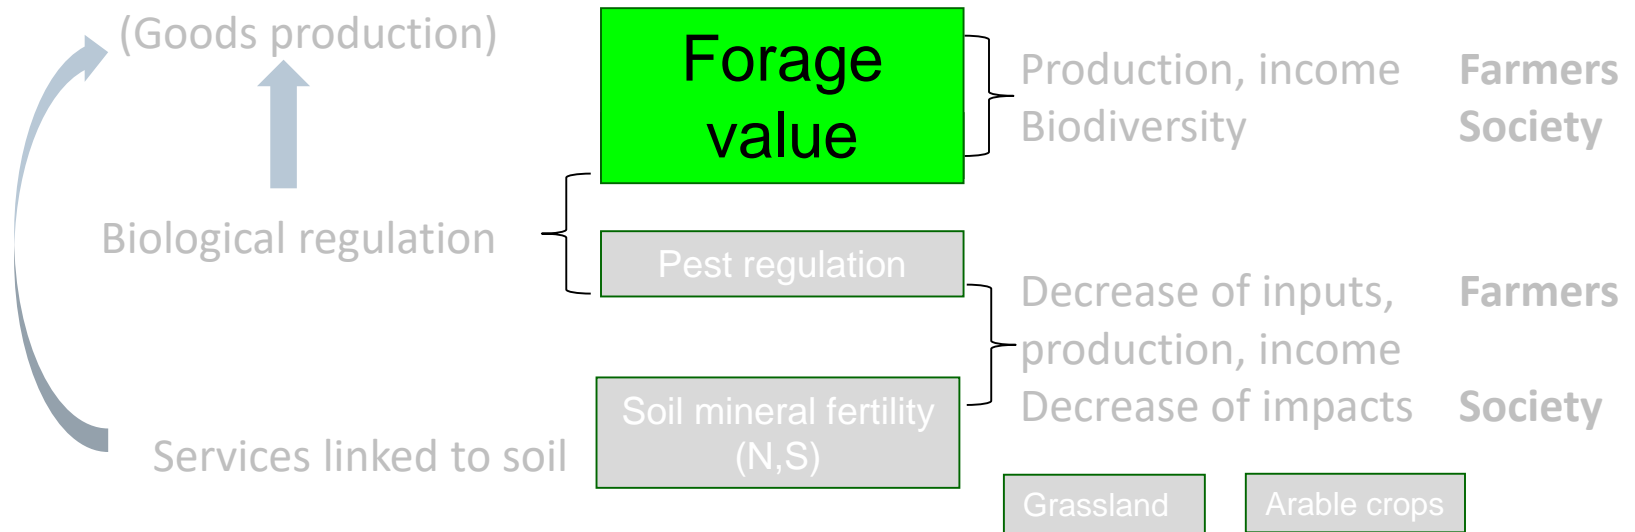 (Goods production)
Forage
value
Production, income Farmers
Biodiversity Society
Biological regulation
Pest regulation
Decrease of inputs, Farmers
production, income
Decrease of impacts Society
Services linked to soil
Soil mineral fertility
(N,S)
Grassland
Arable crops